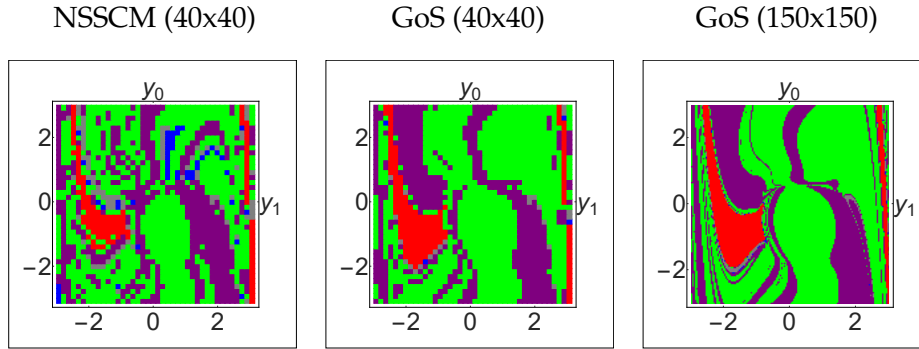 NSSCM (40x40) GoS (40x40) GoS (150x150)
y0 y0 y0
2 2 2
0 y1 0 y1 0 y1
−2 −2 −2
−2 0 2 −2 0 2 −2 0 2